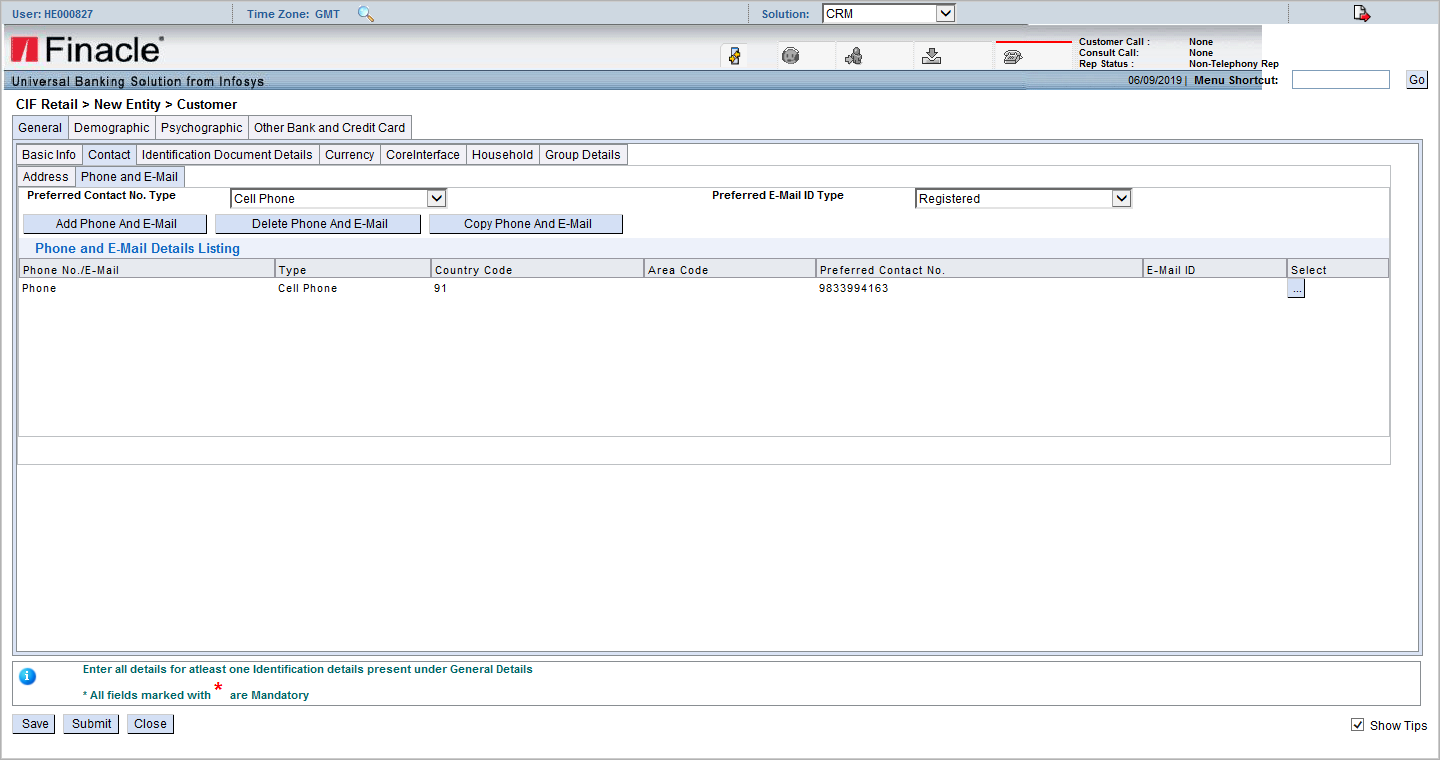 User: HE000827 Time Zone: GMT Solution: CRM
Finacle
Customer Call : None
Consult Call: None
Rep Status : Non-Telephony Rep
Universal Banking Solution from Infosys 06/09/2019 | Menu Shortcut: Go
CIF Retail > New Entity > Customer
General Demographic Psychographic Other Bank and Credit Card
Basic Info Contact Identification Document Details Currency CoreInterface Household Group Details
Address Phone and E-Mail
Preferred Contact No. Type Cell Phone Preferred E-Mail ID Type Registered
Add Phone And E-Mail Delete Phone And E-Mail Copy Phone And E-Mail
Phone and E-Mail Details Listing
Phone No./E-Mail Type Country Code Area Code Preferred Contact No. E-Mail ID Select
Phone Cell Phone 91 9833994163 ...
Enter all details for atleast one Identification details present under General Details
* All fields marked with * are Mandatory
Save Submit Close Show Tips